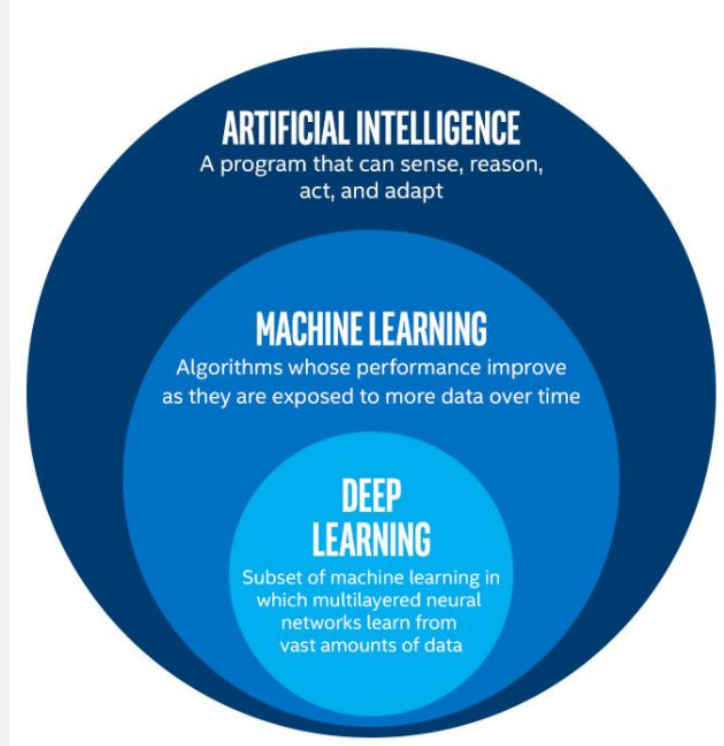 ARTIFICIAL INTELLIGENCE
A program that can sense, reason,
act, and adapt
MACHINE LEARNING
Algorithms whose performance improve
as they are exposed to more data over time
DEEP
LEARNING
Subset of machine learning in
which multilayered neural
networks learn from
vast amounts of data